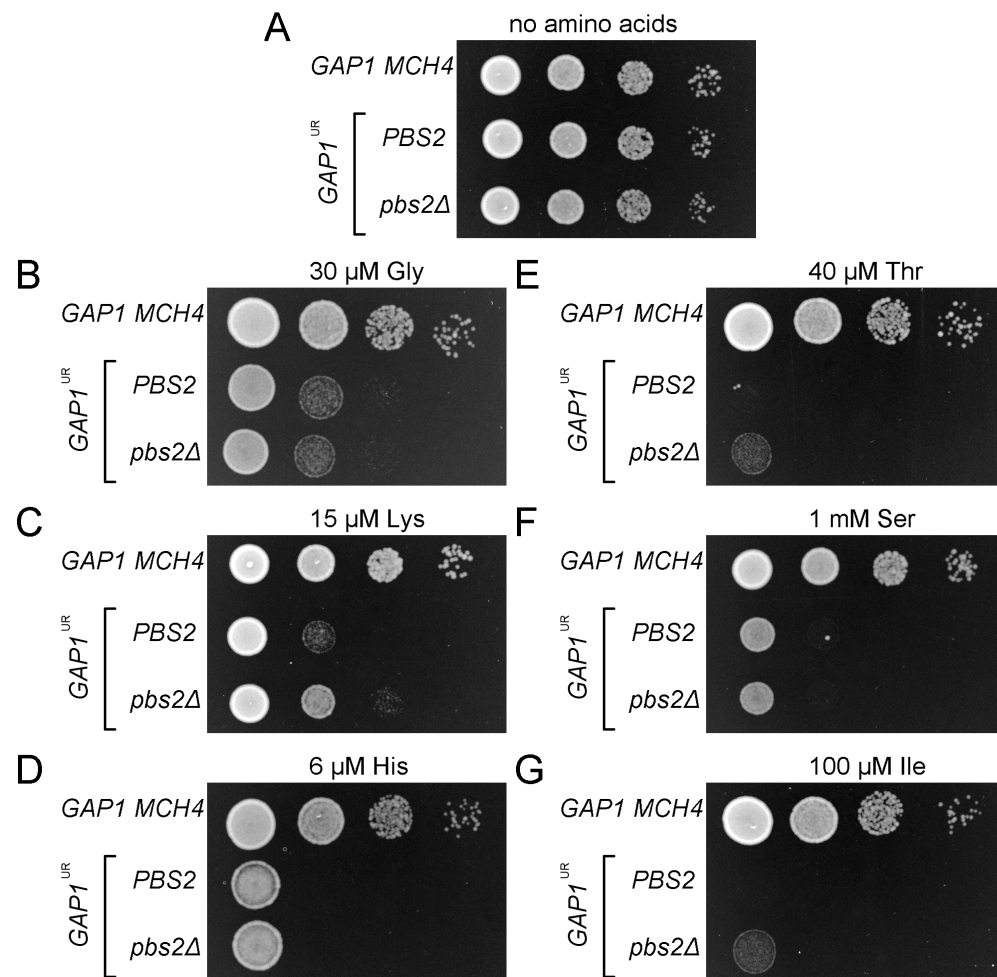 A
no amino acids
GAP1 MCH4
GAP1UR
PBS2
pbs2Δ
B
30 µM Gly
GAP1 MCH4
GAP1UR
PBS2
pbs2Δ
E
40 µM Thr
GAP1 MCH4
GAP1UR
PBS2
pbs2Δ
C
15 µM Lys
GAP1 MCH4
GAP1UR
PBS2
pbs2Δ
F
1 mM Ser
GAP1 MCH4
GAP1UR
PBS2
pbs2Δ
D
6 µM His
GAP1 MCH4
GAP1UR
PBS2
pbs2Δ
G
100 µM Ile
GAP1 MCH4
GAP1UR
PBS2
pbs2Δ